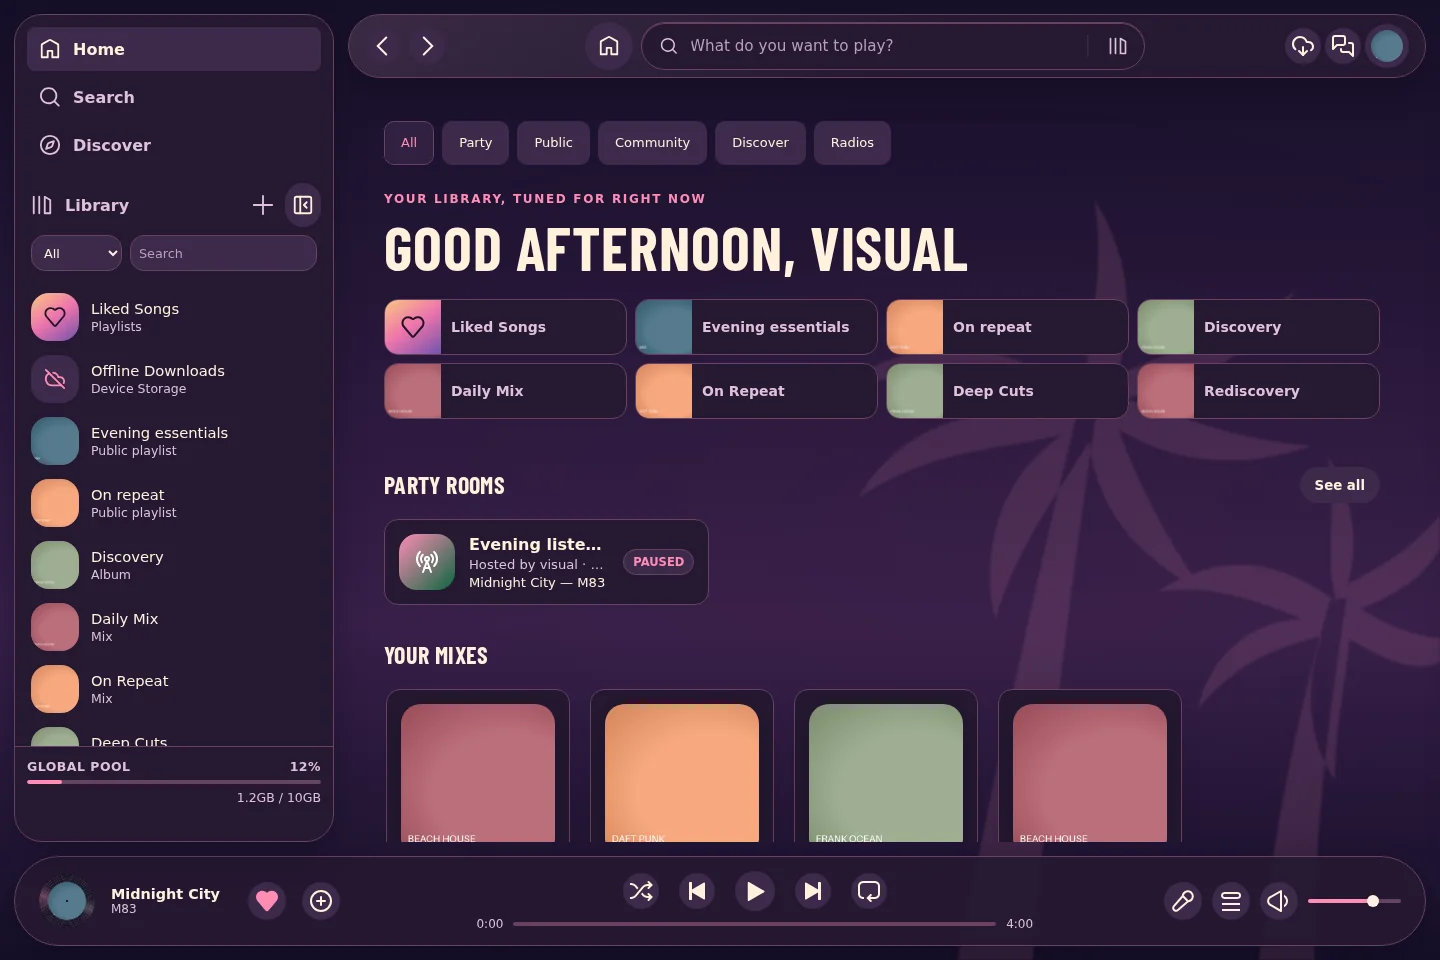 Home
Search
Discover
Library
All
Search
Liked Songs
Playlists
Offline Downloads
Device Storage
Evening essentials
Public playlist
On repeat
Public playlist
Discovery
Album
Daily Mix
Mix
On Repeat
Mix
Deep Cuts
GLOBAL POOL 12%
1.2GB / 10GB
What do you want to play?
All Party Public Community Discover Radios
YOUR LIBRARY, TUNED FOR RIGHT NOW
GOOD AFTERNOON, VISUAL
Liked Songs Evening essentials On repeat Discovery
Daily Mix On Repeat Deep Cuts Rediscovery
PARTY ROOMS See all
Evening liste...
Hosted by visual · ...
Midnight City — M83
PAUSED
YOUR MIXES
BEACH HOUSE DAFT PUNK FRANK OCEAN BEACH HOUSE
Midnight City
M83
0:00 4:00